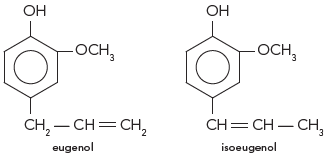 OH OH
OCH₃ OCH₃
CH₂ — CH = CH₂ CH = CH — CH₃
eugenol isoeugenol